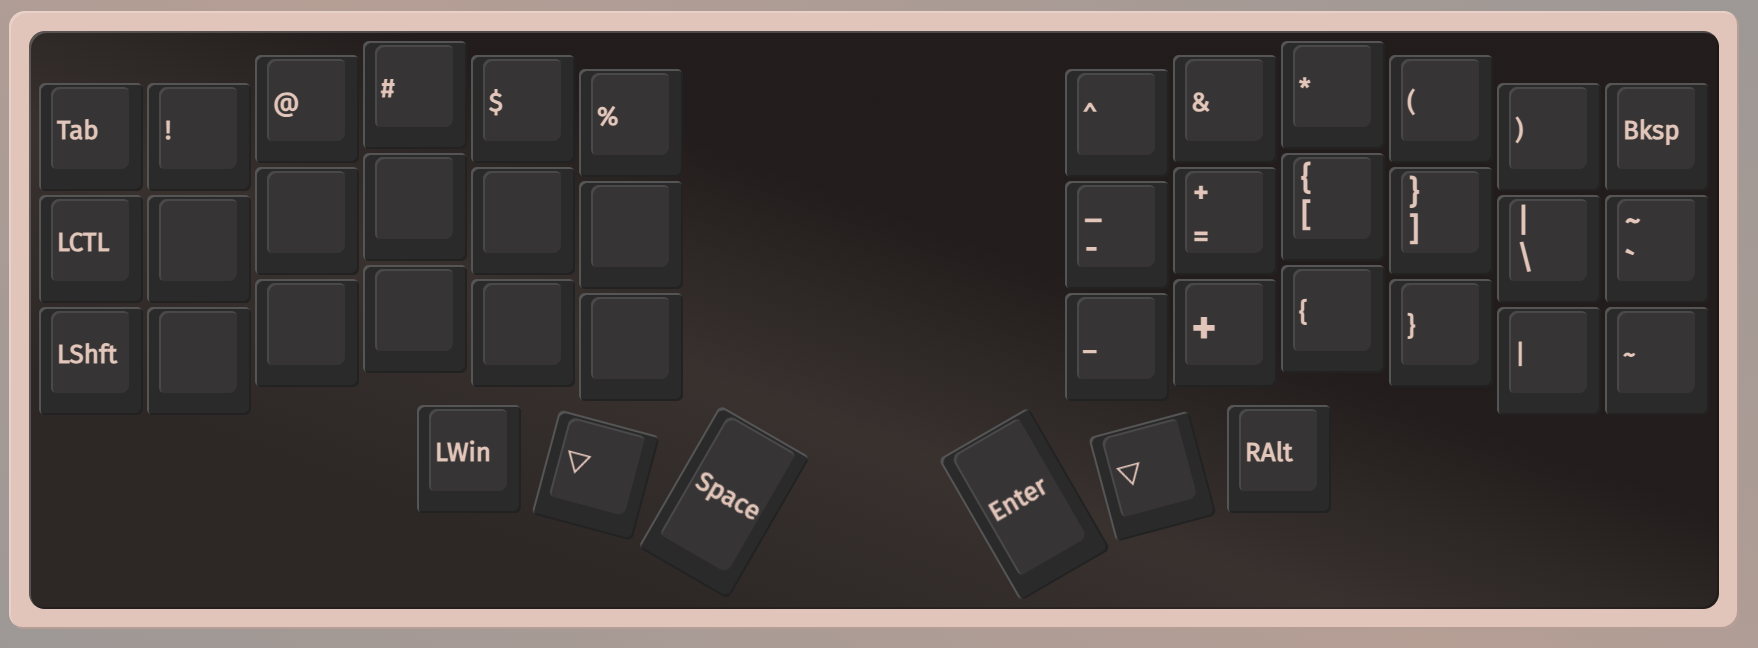 Tab ! @ # $ % ^ & * ( ) Bksp
LCTL _ + { } | ~
- = [ ] \ `
LShft _ + { } | ~
LWin ▽ Space Enter ▽ RAlt